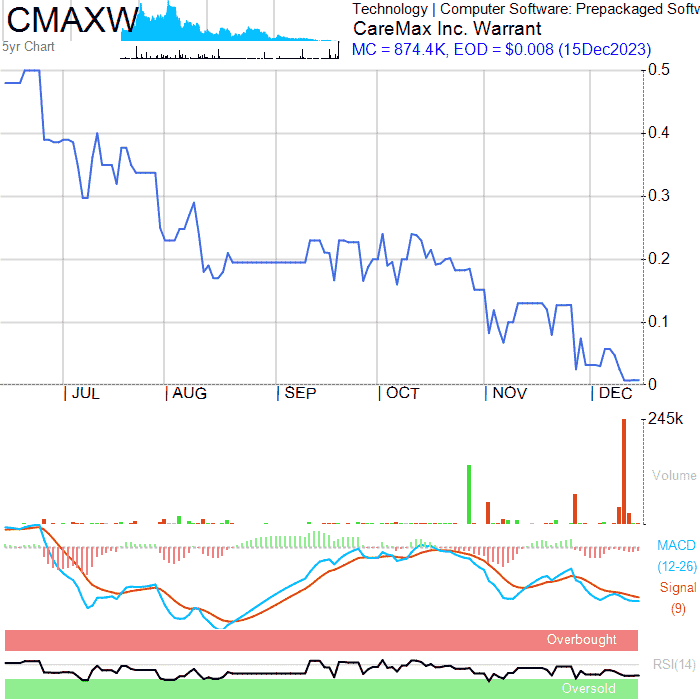 CMAXW
Technology | Computer Software: Prepackaged Softw
CareMax Inc. Warrant
5yr Chart
MC = 874.4K, EOD = $0.008 (15Dec2023)
0.5
0.4
0.3
0.2
0.1
0
JUL AUG SEP OCT NOV DEC
245k
Volume
MACD
(12-26)
Signal
(9)
Overbought
RSI(14)
Oversold